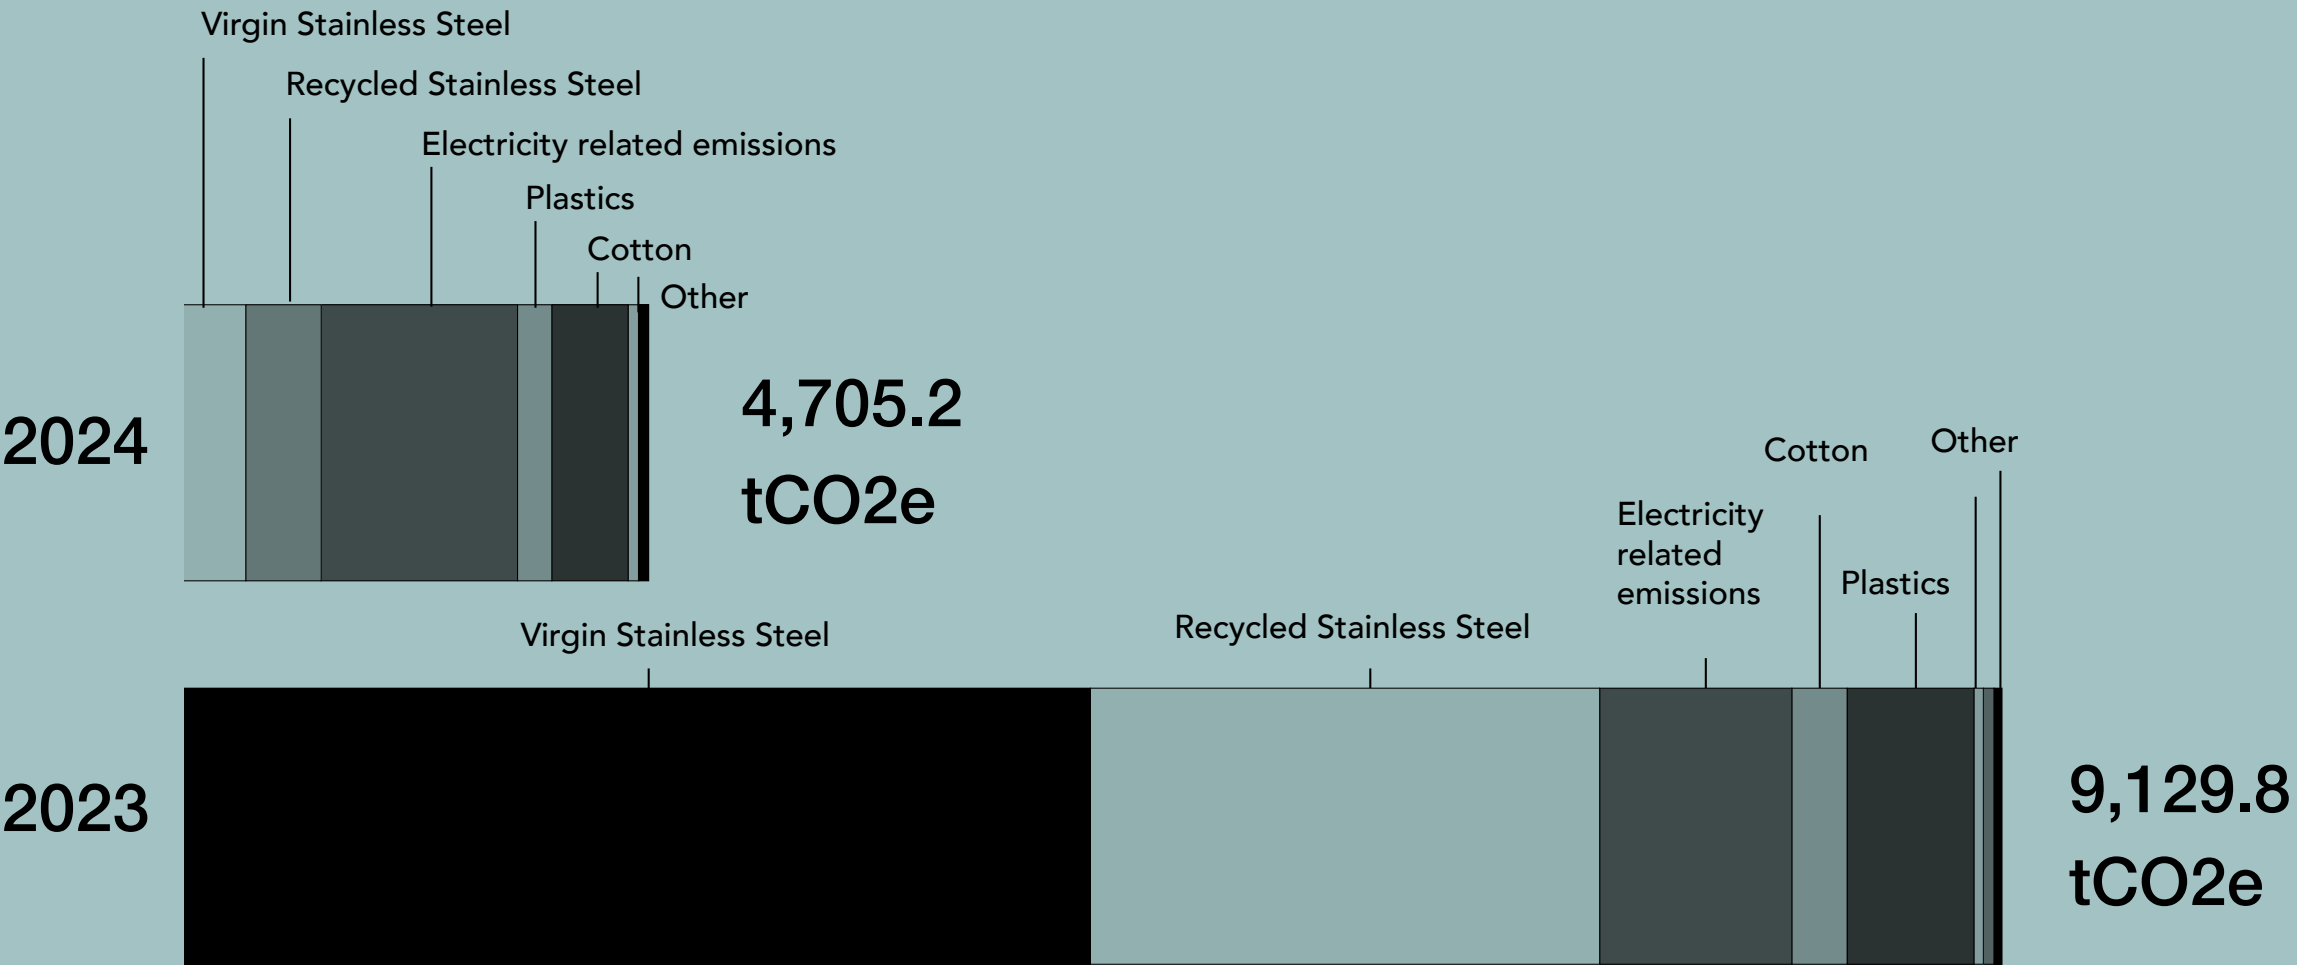 Virgin Stainless Steel
Recycled Stainless Steel
Electricity related emissions
Plastics
Cotton
Other
2024
4,705.2
tCO2e
Virgin Stainless Steel
Recycled Stainless Steel
Electricity
related
emissions
Cotton
Plastics
Other
2023
9,129.8
tCO2e